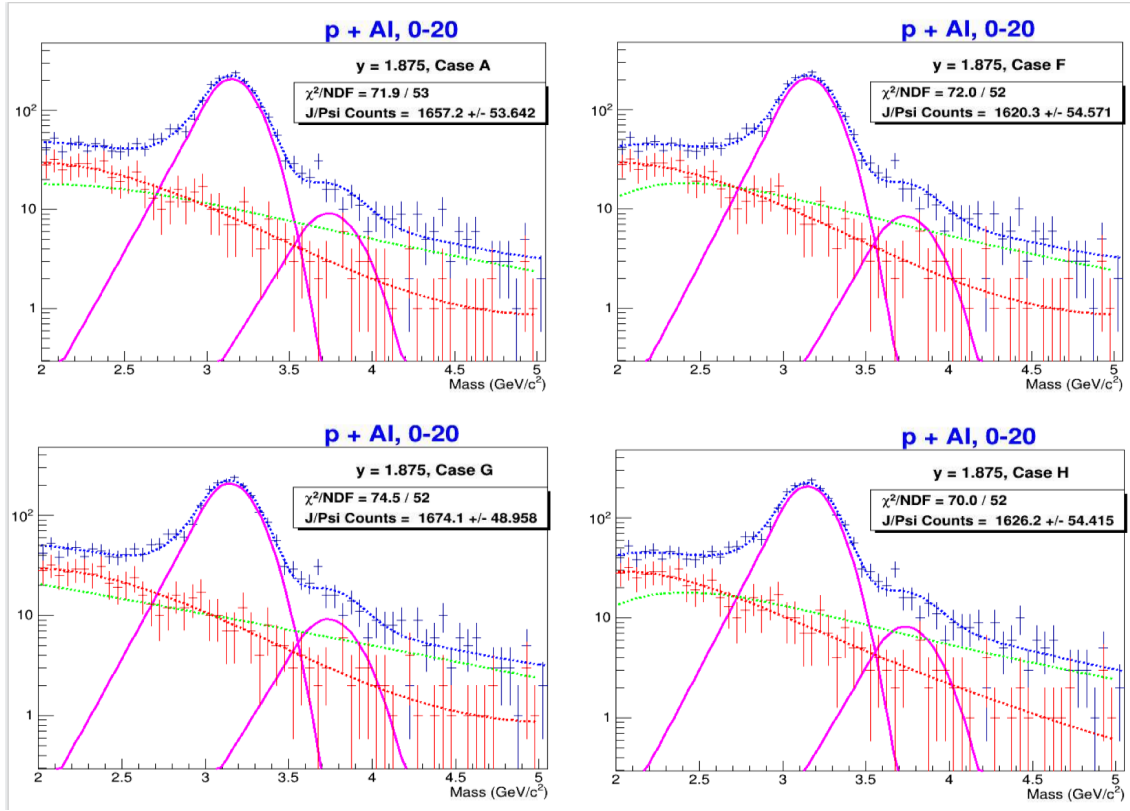 p + Al, 0-20
y = 1.875, Case A
χ²/NDF = 71.9 / 53
J/Psi Counts = 1657.2 +/- 53.642
10²
10
1
2 2.5 3 3.5 4 4.5 5
Mass (GeV/c²)
p + Al, 0-20
y = 1.875, Case F
χ²/NDF = 72.0 / 52
J/Psi Counts = 1620.3 +/- 54.571
10²
10
1
2 2.5 3 3.5 4 4.5 5
Mass (GeV/c²)
p + Al, 0-20
y = 1.875, Case G
χ²/NDF = 74.5 / 52
J/Psi Counts = 1674.1 +/- 48.958
10²
10
1
2 2.5 3 3.5 4 4.5 5
Mass (GeV/c²)
p + Al, 0-20
y = 1.875, Case H
χ²/NDF = 70.0 / 52
J/Psi Counts = 1626.2 +/- 54.415
10²
10
1
2 2.5 3 3.5 4 4.5 5
Mass (GeV/c²)